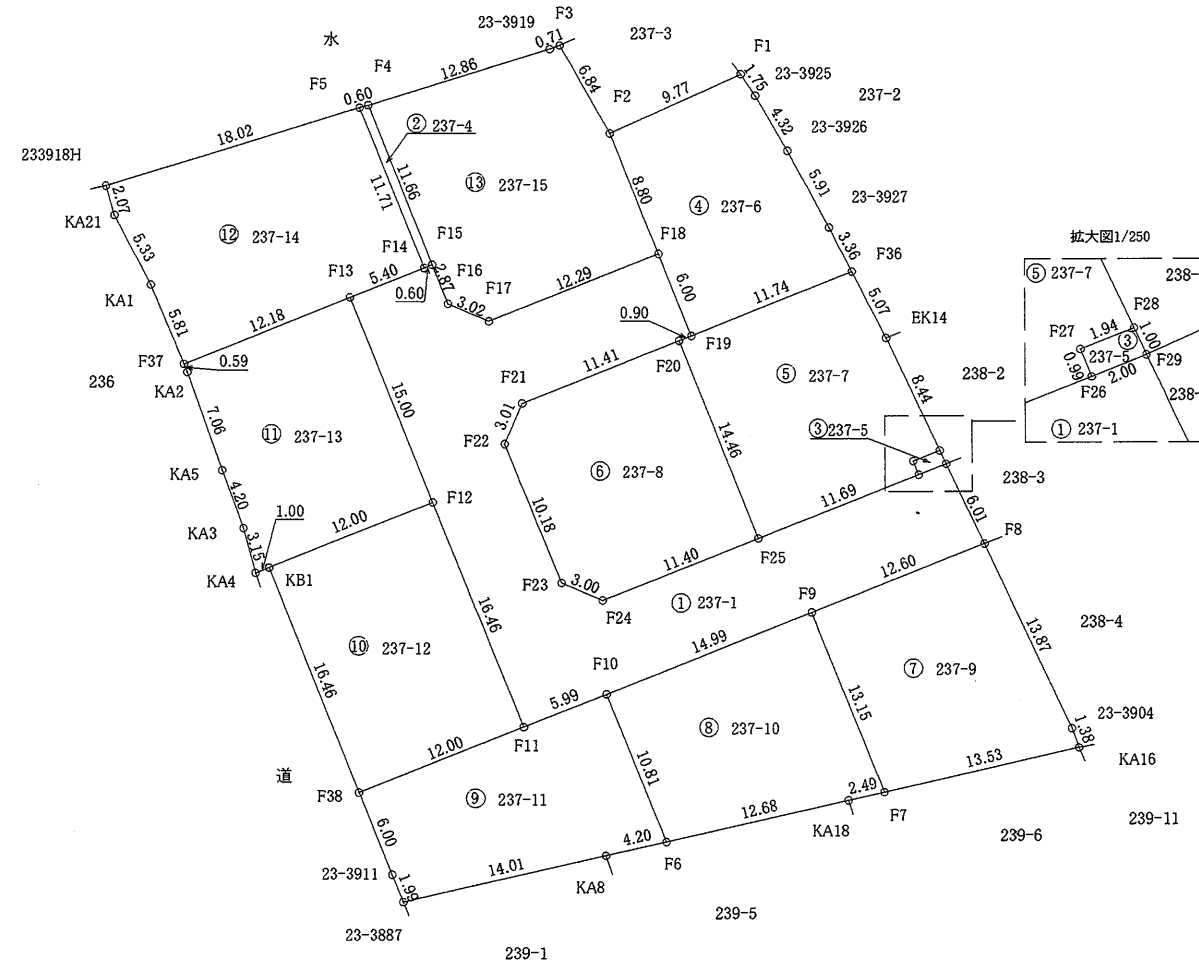 水
23-3919
F3
237-3
0.71
F1
12.86
F4
F5
0.60
6.84
1.75
23-3925
237-2
9.77
F2
4.32
23-3926
② 237-4
18.02
233918H
11.66
11.71
⑬ 237-15
5.91
23-3927
2.07
KA21
8.80
④ 237-6
⑫ 237-14
5.33
3.36
F18
F36
F15
F14
F16
F13
2.87
F17
5.40
0.60
3.02
12.29
6.00
11.74
KA1
5.81
12.18
5.07
EK14
0.90
F19
F20
F37
0.59
KA2
236
11.41
F21
⑤ 237-7
238-2
8.44
3.01
F22
15.00
7.06
⑪ 237-13
③ 237-5
14.46
⑥ 237-8
KA5
4.20
238-3
11.69
6.01
F12
KA3
1.00
12.00
3.15
10.18
KA4
KB1
F25
F8
11.40
F23
3.00
F24
① 237-1
12.60
F9
238-4
13.87
⑩ 237-12
16.46
16.46
14.99
F10
⑦ 237-9
13.15
5.99
23-3904
1.38
KA16
⑧ 237-10
F11
12.00
道
F38
10.81
13.53
⑨ 237-11
2.49
F7
12.68
KA18
239-11
239-6
6.00
4.20
F6
23-3911
1.99
14.01
KA8
23-3887
239-5
239-1
拡大図1/250
⑤ 237-7
238-
F28
F27
1.94
1.00
③
237-5
F29
0.99
2.00
F26
238-
① 237-1